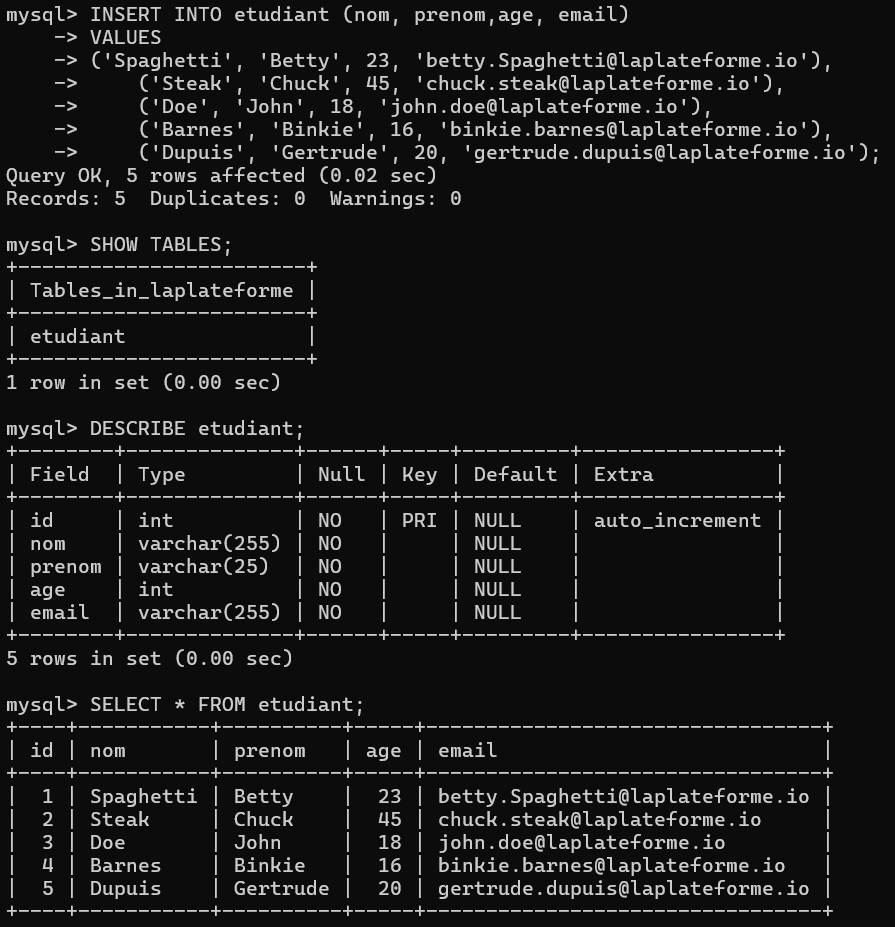 mysql> INSERT INTO etudiant (nom, prenom,age, email)
    -> VALUES
    -> ('Spaghetti', 'Betty', 23, 'betty.Spaghetti@laplateforme.io'),
    ->     ('Steak', 'Chuck', 45, 'chuck.steak@laplateforme.io'),
    ->     ('Doe', 'John', 18, 'john.doe@laplateforme.io'),
    ->     ('Barnes', 'Binkie', 16, 'binkie.barnes@laplateforme.io'),
    ->     ('Dupuis', 'Gertrude', 20, 'gertrude.dupuis@laplateforme.io');
Query OK, 5 rows affected (0.02 sec)
Records: 5  Duplicates: 0  Warnings: 0

mysql> SHOW TABLES;
+------------------------+
| Tables_in_laplateforme |
+------------------------+
| etudiant               |
+------------------------+
1 row in set (0.00 sec)

mysql> DESCRIBE etudiant;
+--------+--------------+------+-----+---------+----------------+
| Field  | Type         | Null | Key | Default | Extra          |
+--------+--------------+------+-----+---------+----------------+
| id     | int          | NO   | PRI | NULL    | auto_increment |
| nom    | varchar(255) | NO   |     | NULL    |                |
| prenom | varchar(25)  | NO   |     | NULL    |                |
| age    | int          | NO   |     | NULL    |                |
| email  | varchar(255) | NO   |     | NULL    |                |
+--------+--------------+------+-----+---------+----------------+
5 rows in set (0.00 sec)

mysql> SELECT * FROM etudiant;
+----+-----------+----------+-----+---------------------------------+
| id | nom       | prenom   | age | email                           |
+----+-----------+----------+-----+---------------------------------+
|  1 | Spaghetti | Betty    |  23 | betty.Spaghetti@laplateforme.io |
|  2 | Steak     | Chuck    |  45 | chuck.steak@laplateforme.io     |
|  3 | Doe       | John     |  18 | john.doe@laplateforme.io        |
|  4 | Barnes    | Binkie   |  16 | binkie.barnes@laplateforme.io   |
|  5 | Dupuis    | Gertrude |  20 | gertrude.dupuis@laplateforme.io |
+----+-----------+----------+-----+---------------------------------+